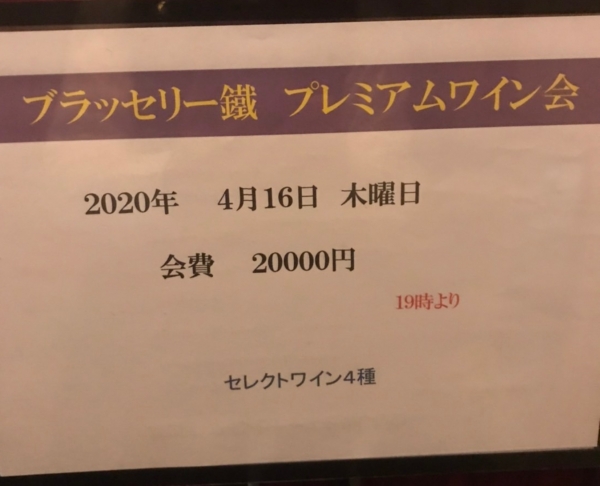 ブラッセリー鐵 プレミアムワイン会
2020年 4月16日 木曜日
会費 20000円
19時より
セレクトワイン４種